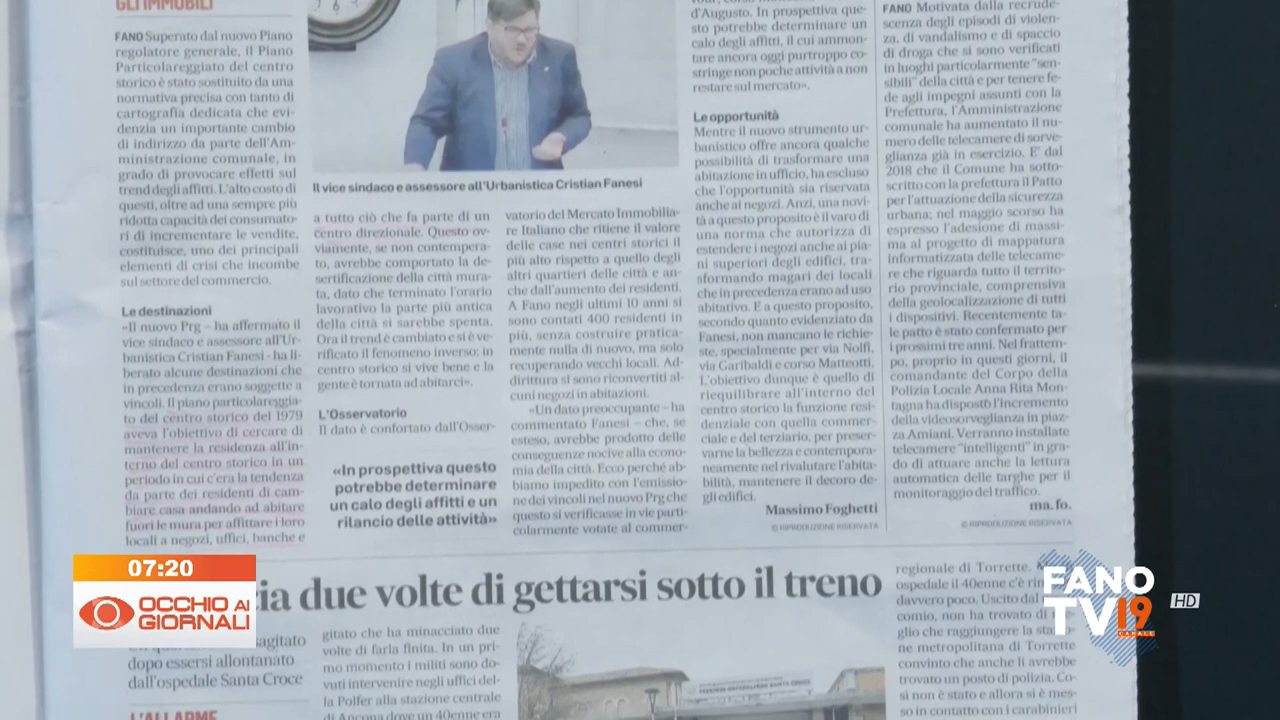 GLI IMMOBILI
FANO Superato dal nuovo Piano
regolatore generale, il Piano
Particolareggiato del centro
storico è stato sostituito da una
normativa precisa con tanto di
cartografia dedicata che evi-
denzia un importante cambio
di indirizzo da parte dell'Am-
ministrazione comunale, in
grado di provocare effetti sul
trend degli affitti. L'alto costo di
questi, oltre ad una sempre più
ridotta capacità dei consumato-
ri di incrementare le vendite,
costituisce, uno dei principali
elementi di crisi che incombe
sul settore del commercio.
Le destinazioni
«Il nuovo Prg – ha affermato il
vice sindaco e assessore all'Ur-
banistica Cristian Fanesi - ha li-
berato alcune destinazioni che
in precedenza erano soggette a
vincoli. Il piano particolareggia-
to del centro storico del 1979
aveva l'obiettivo di cercare di
mantenere la residenza all'in-
terno del centro storico in un
periodo in cui c'era la tendenza
da parte dei residenti di cam-
biare casa andando ad abitare
fuori le mura per affittare i loro
locali a negozi, uffici, banche e
Il vice sindaco e assessore all'Urbanistica Cristian Fanesi
a tutto ciò che fa parte di un
centro direzionale. Questo ov-
viamente, se non contempera-
to, avrebbe comportato la de-
sertificazione della città mura-
ta, dato che terminato l'orario
lavorativo la parte più antica
della città si sarebbe spenta.
Ora il trend è cambiato e si è ve-
rificato il fenomeno inverso: in
centro storico si vive bene e la
gente è tornata ad abitarci».
L'Osservatorio
Il dato è confortato dall'Osser-
«In prospettiva questo
potrebbe determinare
un calo degli affitti e un
rilancio delle attività»
vatorio del Mercato Immobilia-
re Italiano che ritiene il valore
delle case nei centri storici il
più alto rispetto a quello degli
altri quartieri delle città e an-
che dall'aumento dei residenti.
A Fano negli ultimi 10 anni si
sono contati 400 residenti in
più, senza costruire pratica-
mente nulla di nuovo, ma solo
recuperando vecchi locali. Ad-
dirittura si sono riconvertiti al-
cuni negozi in abitazioni.
«Un dato preoccupante – ha
commentato Fanesi – che, se
esteso, avrebbe prodotto delle
conseguenze nocive alla econo-
mia della città. Ecco perché ab-
biamo impedito con l'emissio-
ne dei vincoli nel nuovo Prg che
questo si verificasse in vie parti-
colarmente votate al commer-
d'Augusto. In prospettiva que-
sto potrebbe determinare un
calo degli affitti, il cui ammon-
tare ancora oggi purtroppo co-
stringe non poche attività a non
restare sul mercato».
Le opportunità
Mentre il nuovo strumento ur-
banistico offre ancora qualche
possibilità di trasformare una
abitazione in ufficio, ha escluso
che l'opportunità sia riservata
anche ai negozi. Anzi, una novi-
tà a questo proposito è il varo di
una norma che autorizza di
estendere i negozi anche ai pia-
ni superiori degli edifici, tra-
sformando magari dei locali
che in precedenza erano ad uso
abitativo. E a questo proposito,
secondo quanto evidenziato da
Fanesi, non mancano le richie-
ste, specialmente per via Nolfi,
via Garibaldi e corso Matteotti.
L'obiettivo dunque è quello di
riequilibrare all'interno del
centro storico la funzione resi-
denziale con quella commer-
ciale e del terziario, per preser-
varne la bellezza e contempora-
neamente nel rivalutare l'abita-
bilità, mantenere il decoro de-
gli edifici.
Massimo Foghetti
© RIPRODUZIONE RISERVATA
FANO Motivata dalla recrude-
scenza degli episodi di violen-
za, di vandalismo e di spaccio
di droga che si sono verificati
in luoghi particolarmente "sen-
sibili" della città e per tenere fe-
de agli impegni assunti con la
Prefettura, l'Amministrazione
comunale ha aumentato il nu-
mero delle telecamere di sorve-
glianza già in esercizio. E' dal
2018 che il Comune ha sotto-
scritto con la prefettura il Patto
per l'attuazione della sicurezza
urbana; nel maggio scorso ha
espresso l'adesione di massi-
ma al progetto di mappatura
informatizzata delle telecame-
re che riguarda tutto il territo-
rio provinciale, comprensiva
della geolocalizzazione di tutti
i dispositivi. Recentemente ta-
le patto è stato confermato per
i prossimi tre anni. Nel frattem-
po, proprio in questi giorni, il
comandante del Corpo della
Polizia Locale Anna Rita Mon-
tagna ha disposto l'incremento
della videosorveglianza in piaz-
za Amiani. Verranno installate
telecamere "intelligenti" in gra-
do di attuare anche la lettura
automatica delle targhe per il
monitoraggio del traffico.
ma. fo.
© RIPRODUZIONE RISERVATA
due volte di gettarsi sotto il treno
agitato
dopo essersi allontanato
dall'ospedale Santa Croce
L'ALLARME
gitato che ha minacciato due
volte di farla finita. In un pri-
mo momento i militi sono do-
vuti intervenire negli uffici del-
la Polfer alla stazione centrale
di Ancona dove un 40enne era
regionale di Torrette.
ospedale il 40enne c'è
davvero poco. Uscito dal
comio, non ha trovato di
glio che raggiungere la
ne metropolitana di Torrette
convinto che anche lì avrebbe
trovato un posto di polizia. Co-
sì non è stato e allora si è mes-
so in contatto con i carabinieri
07:20
OCCHIO AI
GIORNALI
FANO
TV 19
CANALE
HD